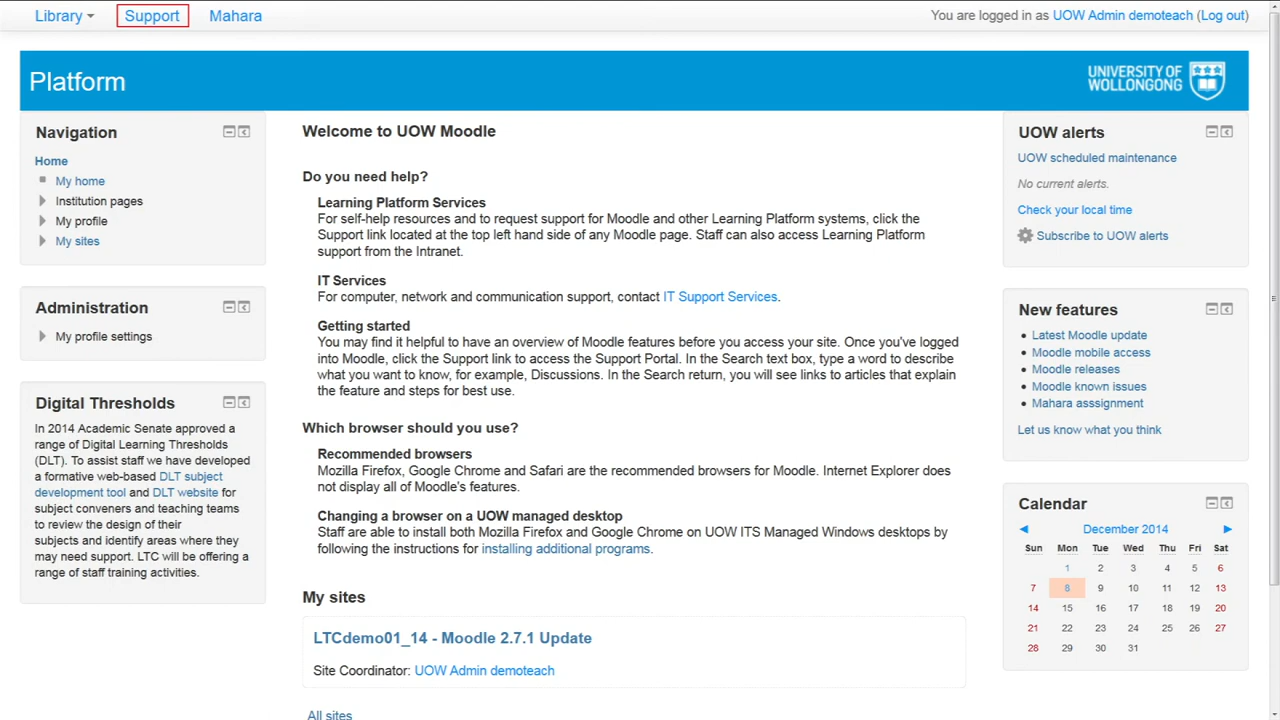 Library Support Mahara You are logged in as UOW Admin demoteach (Log out)
Platform
UNIVERSITY OF
WOLLONGONG
Navigation
Home
My home
Institution pages
My profile
My sites
Administration
My profile settings
Digital Thresholds
In 2014 Academic Senate approved a
range of Digital Learning Thresholds
(DLT). To assist staff we have developed
a formative web-based DLT subject
development tool and DLT website for
subject conveners and teaching teams
to review the design of their
subjects and identify areas where they
may need support. LTC will be offering a
range of staff training activities.
Welcome to UOW Moodle
Do you need help?
Learning Platform Services
For self-help resources and to request support for Moodle and other Learning Platform systems, click the
Support link located at the top left hand side of any Moodle page. Staff can also access Learning Platform
support from the Intranet.
IT Services
For computer, network and communication support, contact IT Support Services.
Getting started
You may find it helpful to have an overview of Moodle features before you access your site. Once you've logged
into Moodle, click the Support link to access the Support Portal. In the Search text box, type a word to describe
what you want to know, for example, Discussions. In the Search return, you will see links to articles that explain
the feature and steps for best use.
Which browser should you use?
Recommended browsers
Mozilla Firefox, Google Chrome and Safari are the recommended browsers for Moodle. Internet Explorer does
not display all of Moodle's features.
Changing a browser on a UOW managed desktop
Staff are able to install both Mozilla Firefox and Google Chrome on UOW ITS Managed Windows desktops by
following the instructions for installing additional programs.
My sites
LTCdemo01_14 - Moodle 2.7.1 Update
Site Coordinator: UOW Admin demoteach
All sites
UOW alerts
UOW scheduled maintenance
No current alerts.
Check your local time
Subscribe to UOW alerts
New features
Latest Moodle update
Moodle mobile access
Moodle releases
Moodle known issues
Mahara asssignment
Let us know what you think
Calendar
December 2014
Sun Mon Tue Wed Thu Fri Sat
1 2 3 4 5 6
7 8 9 10 11 12 13
14 15 16 17 18 19 20
21 22 23 24 25 26 27
28 29 30 31